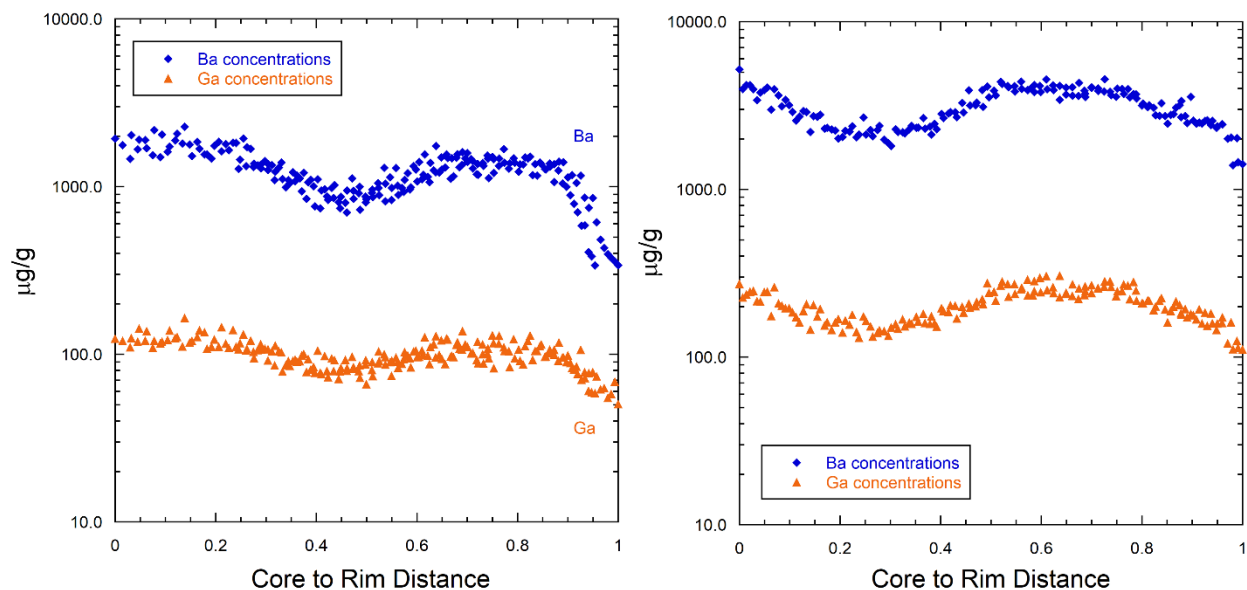 10000.0
1000.0
100.0
10.0
µg/g
Ba concentrations
Ga concentrations
Ba
Ga
0
0.2
0.4
0.6
0.8
1
Core to Rim Distance
10000.0
1000.0
100.0
10.0
µg/g
Ba concentrations
Ga concentrations
0
0.2
0.4
0.6
0.8
1
Core to Rim Distance